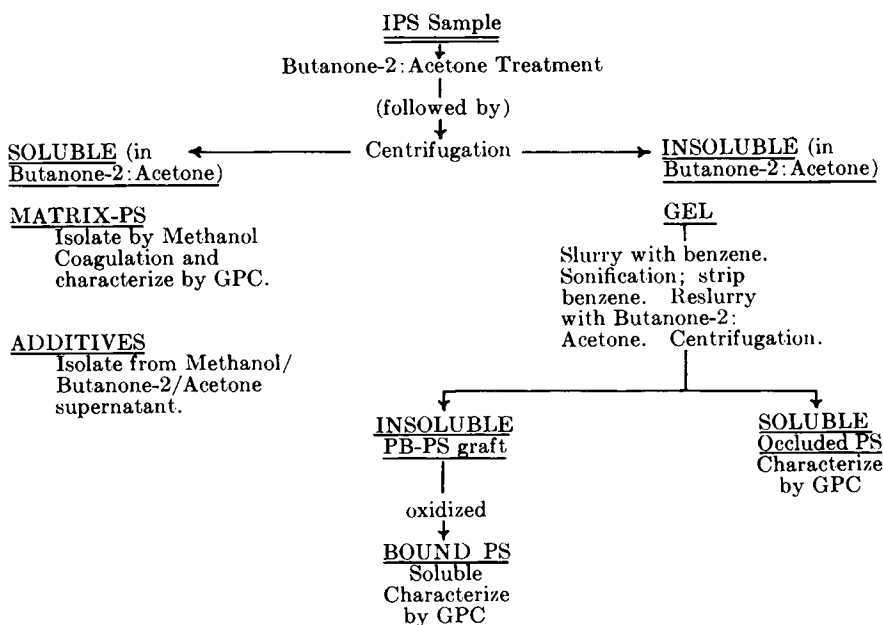 IPS Sample
Butanone-2:Acetone Treatment
(followed by)
Centrifugation
SOLUBLE (in
Butanone-2:Acetone)
MATRIX-PS
Isolate by Methanol
Coagulation and
characterize by GPC.
ADDITIVES
Isolate from Methanol/
Butanone-2/Acetone
supernatant.
INSOLUBLE (in
Butanone-2:Acetone)
GEL
Slurry with benzene.
Sonification; strip
benzene. Reslurry
with Butanone-2:
Acetone. Centrifugation.
INSOLUBLE
PB-PS graft
oxidized
BOUND PS
Soluble
Characterize
by GPC
SOLUBLE
Occluded PS
Characterize
by GPC